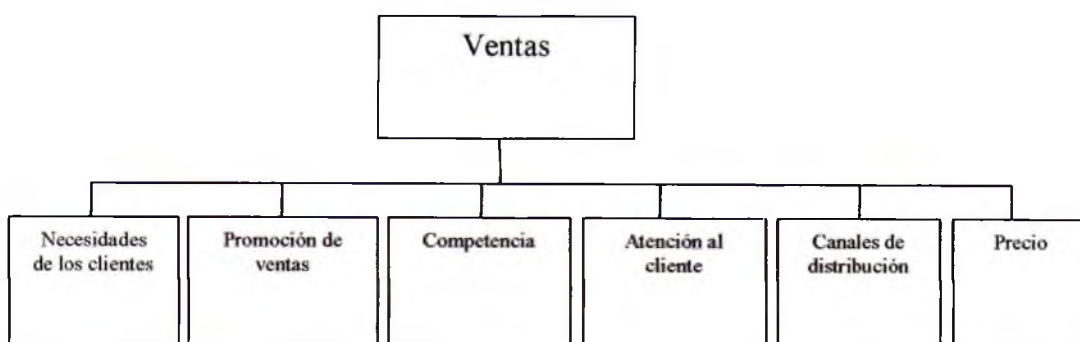 Ventas
Necesidades
de los clientes
Promoción de
ventas
Competencia
Atención al
cliente
Canales de
distribución
Precio